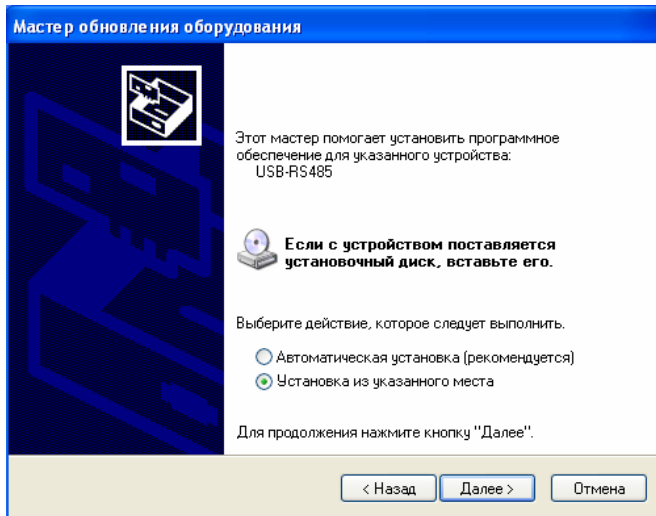 Мастер обновления оборудования
Этот мастер помогает установить программное
обеспечение для указанного устройства:
USB-RS485
Если с устройством поставляется
установочный диск, вставьте его.
Выберите действие, которое следует выполнить.
Автоматическая установка (рекомендуется)
Установка из указанного места
Для продолжения нажмите кнопку "Далее".
< Назад
Далее >
Отмена